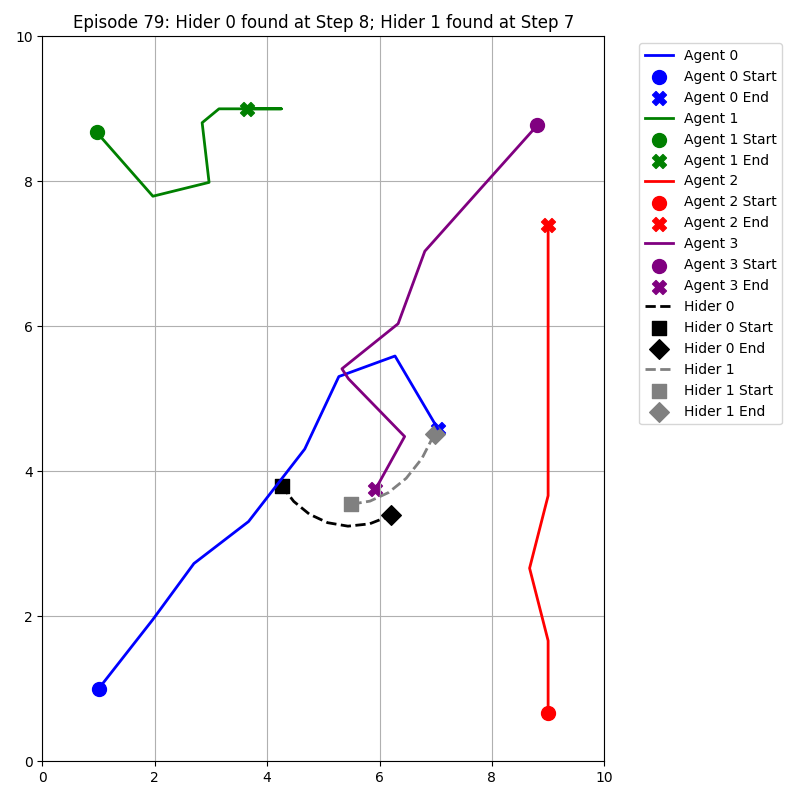 Episode 79: Hider 0 found at Step 8; Hider 1 found at Step 7
10
8
6
4
2
0
0
2
4
6
8
10
Agent 0
Agent 0 Start
Agent 0 End
Agent 1
Agent 1 Start
Agent 1 End
Agent 2
Agent 2 Start
Agent 2 End
Agent 3
Agent 3 Start
Agent 3 End
Hider 0
Hider 0 Start
Hider 0 End
Hider 1
Hider 1 Start
Hider 1 End